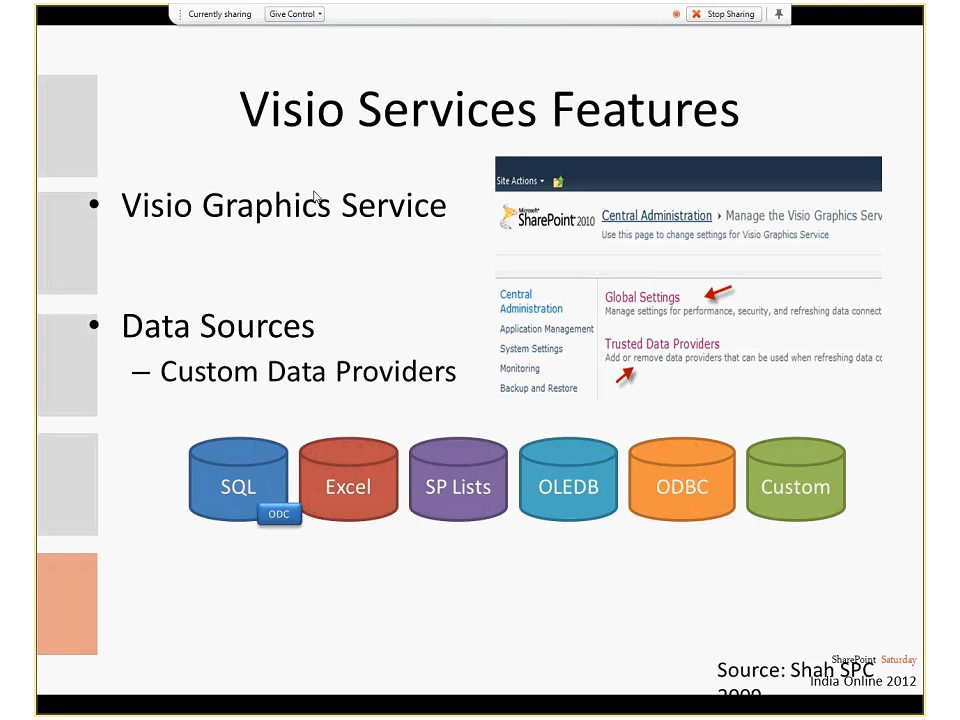 Currently sharing
Give Control
Stop Sharing
Visio Services Features
• Visio Graphics Service
• Data Sources
– Custom Data Providers
Site Actions
Microsoft
SharePoint 2010
Central Administration ▸ Manage the Visio Graphics Serv
Use this page to change settings for Visio Graphics Service
Central
Administration
Application Management
System Settings
Monitoring
Backup and Restore
Global Settings
Manage settings for performance, security, and refreshing data connect
Trusted Data Providers
Add or remove data providers that can be used when refreshing data cc
SQL
ODC
Excel
SP Lists
OLEDB
ODBC
Custom
SharePoint Saturday
Source: Shah SPC
India Online 2012
2009